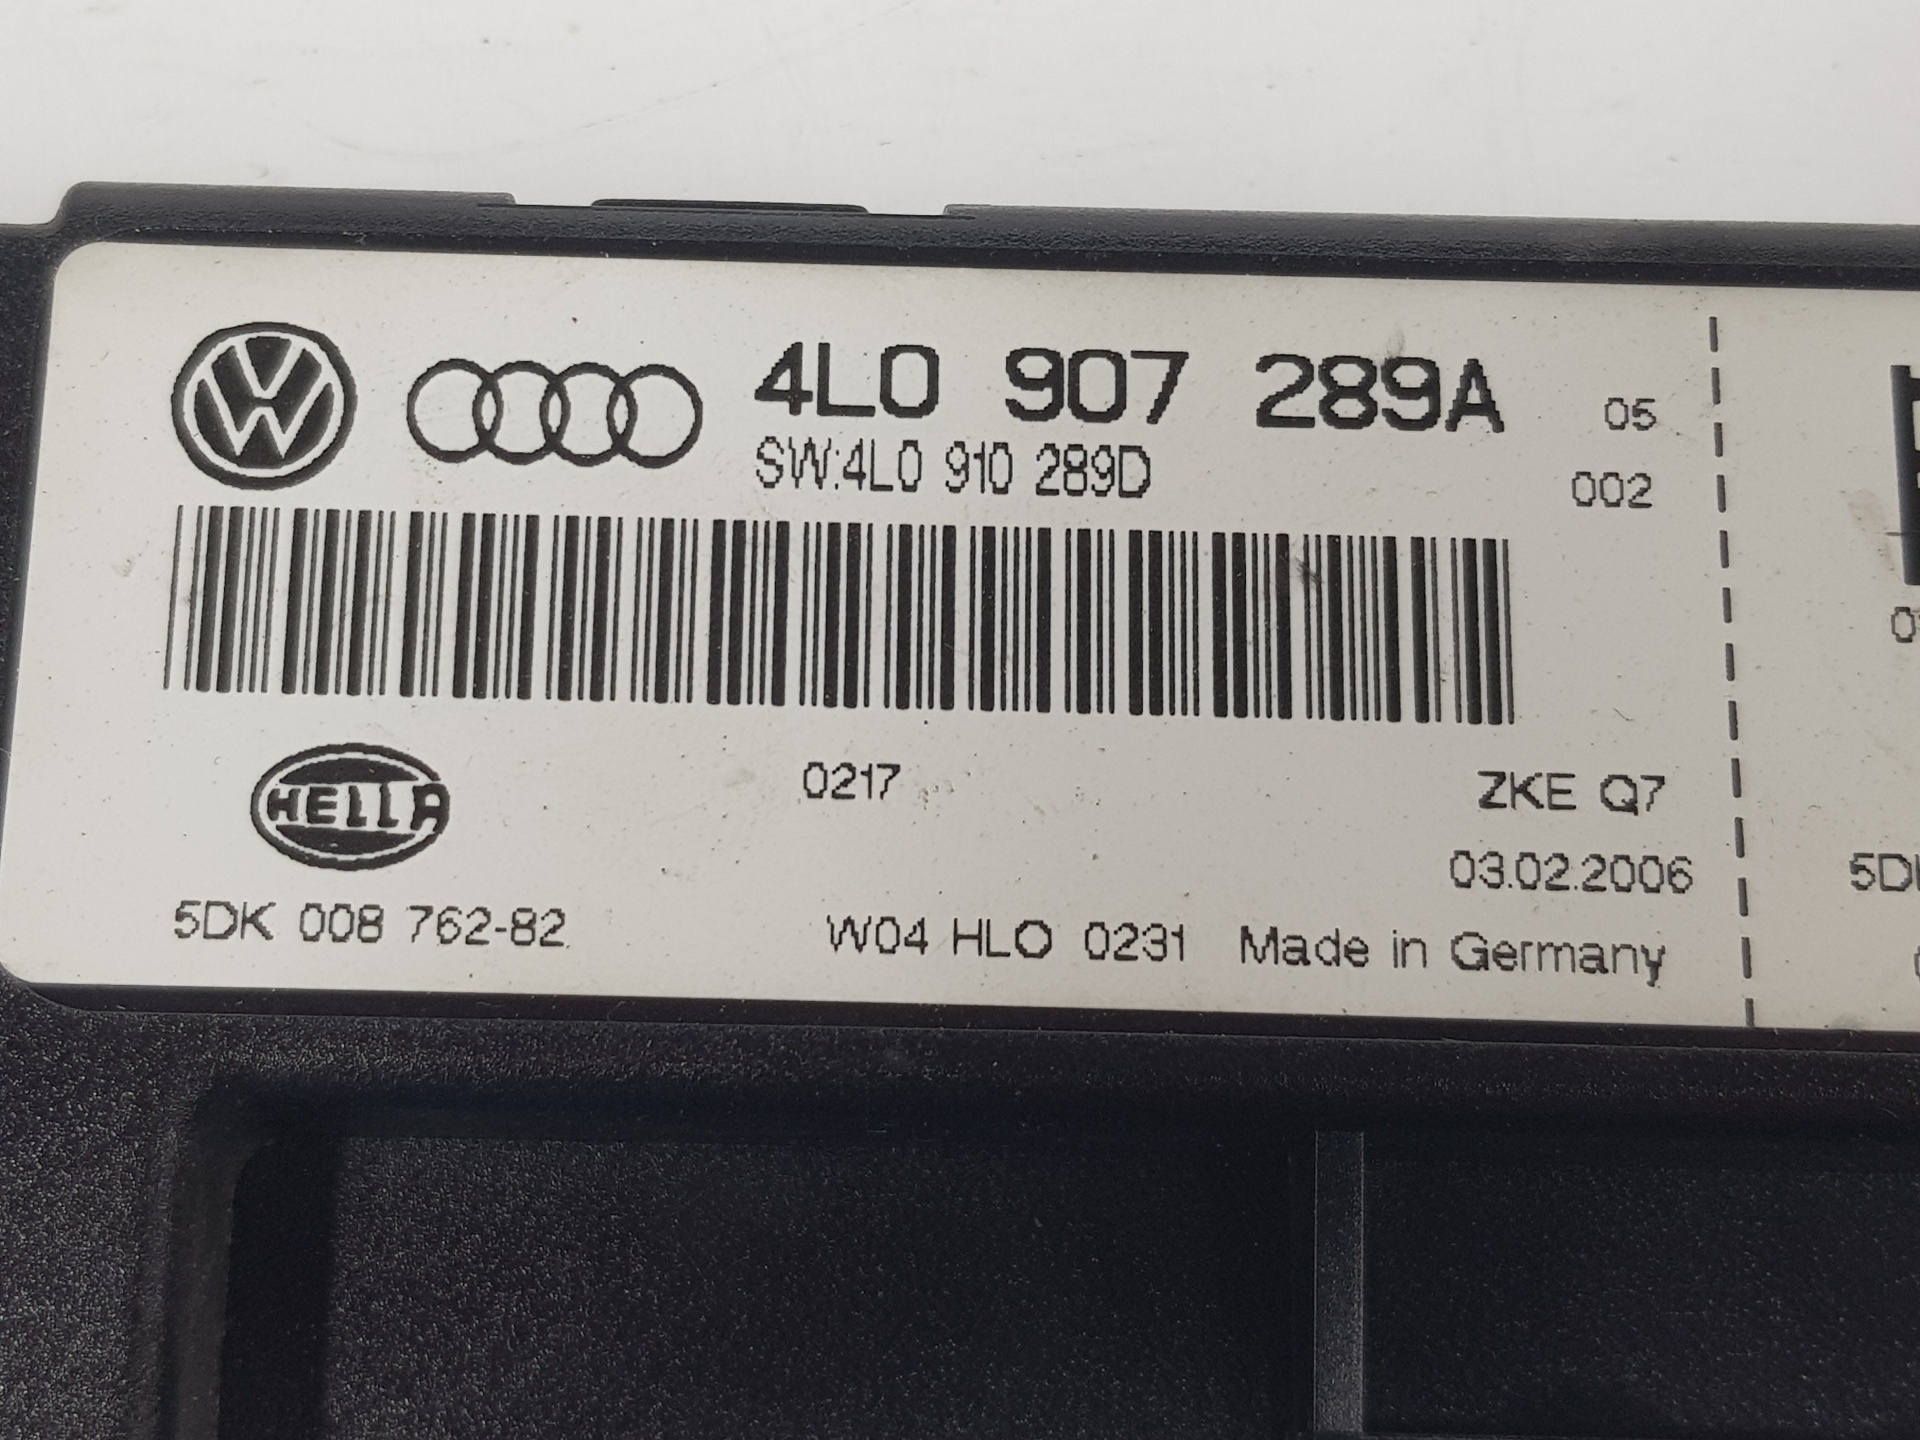 4L0 907 289A 05
SW:4L0 910 289D 002
HELLA
0217
ZKE Q7
03.02.2006
5DK 008 762-82
W04 HLO 0231 Made in Germany